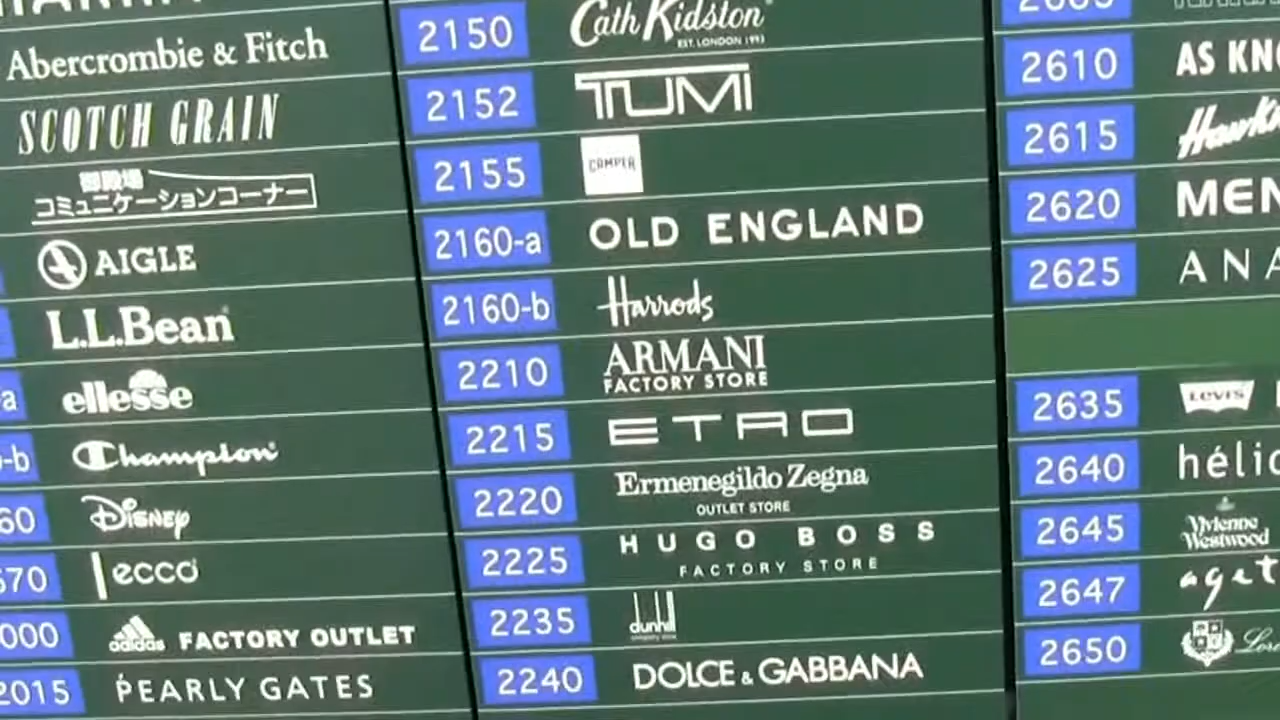 Abercrombie & Fitch
SCOTCH GRAIN
御殿場
コミュニケーションコーナー
AIGLE
L.L.Bean
a ellesse
-b Champion
60 Disney
670 ecco
000 adidas FACTORY OUTLET
2015 PEARLY GATES
2150 Cath Kidston
EST. LONDON 1993
2152 TUMI
2155 CAMPER
2160-a OLD ENGLAND
2160-b Harrods
2210 ARMANI
FACTORY STORE
2215 ETRO
2220 Ermenegildo Zegna
OUTLET STORE
2225 HUGO BOSS
FACTORY STORE
2235 dunhill
2240 DOLCE & GABBANA
2610 AS KN
2615 Hawk
2620 MEN
2625 ANA
2635 Levi's
2640 hélio
2645 Vivienne
Westwood
2647 aget
2650